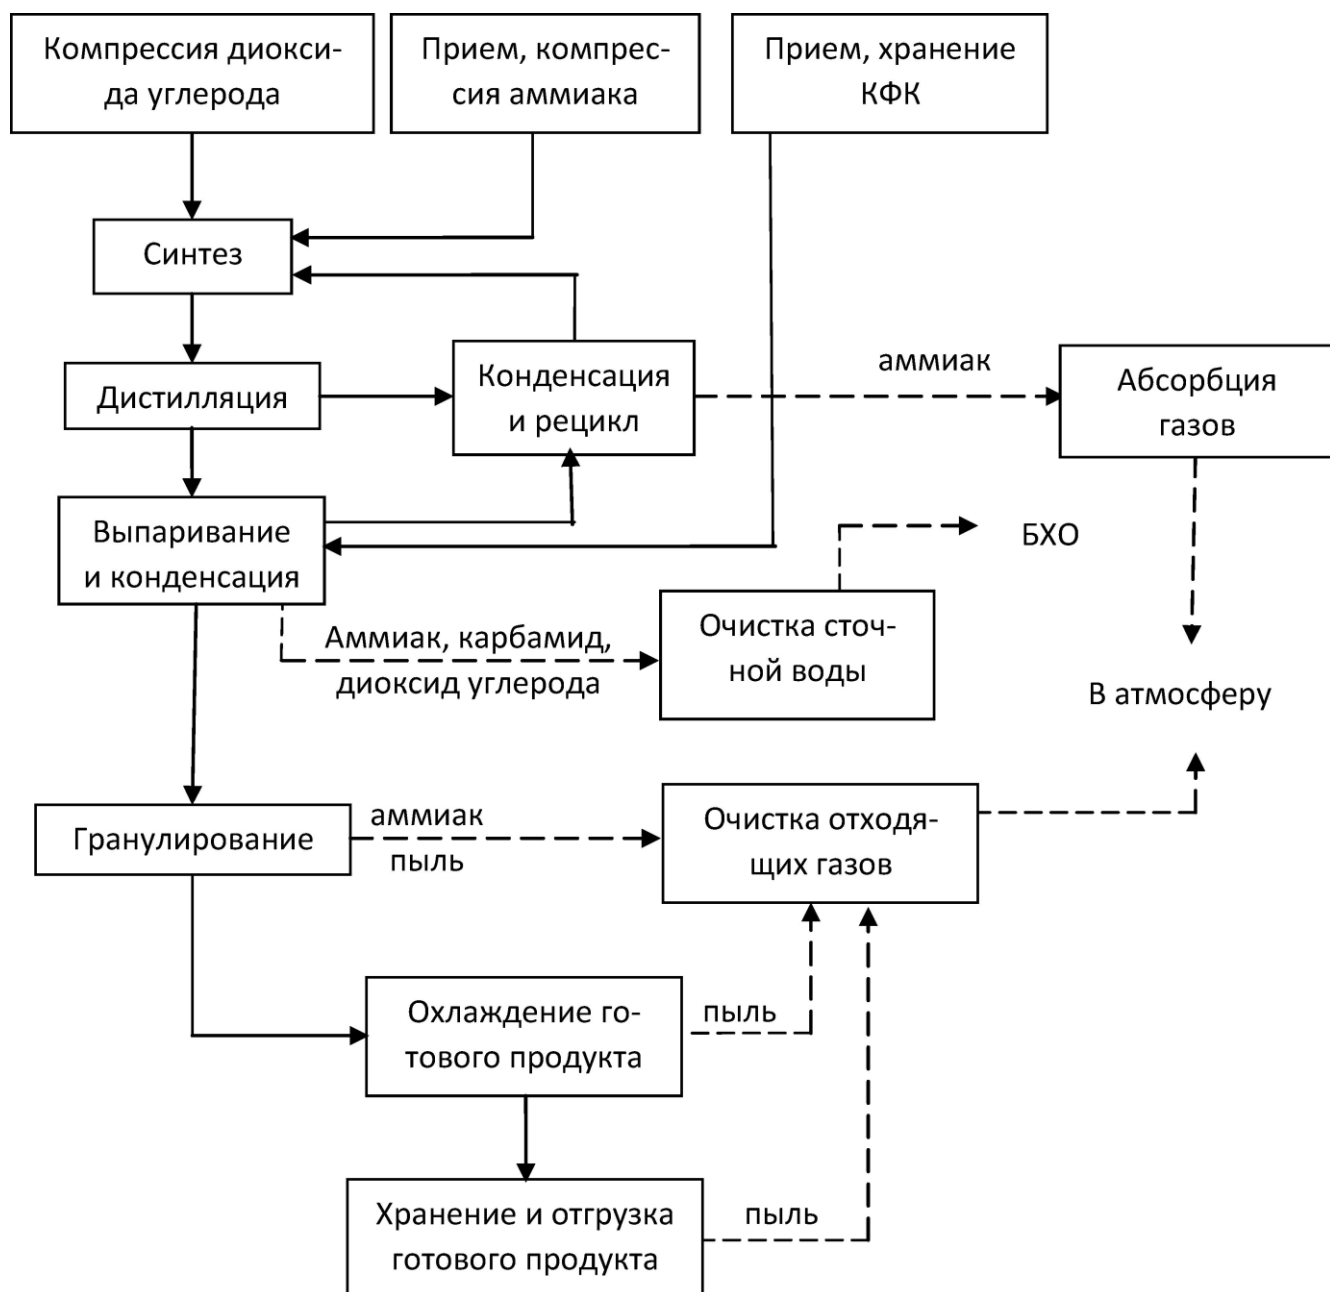 Компрессия диокси-
да углерода
Прием, компрес-
сия аммиака
Прием, хранение
КФК
Синтез
Дистилляция
Конденсация
и рецикл
аммиак
Абсорбция
газов
Выпаривание
и конденсация
БХО
Аммиак, карбамид,
диоксид углерода
Очистка сточ-
ной воды
В атмосферу
Гранулирование
аммиак
пыль
Очистка отходя-
щих газов
Охлаждение го-
тового продукта
пыль
Хранение и отгрузка
готового продукта
пыль